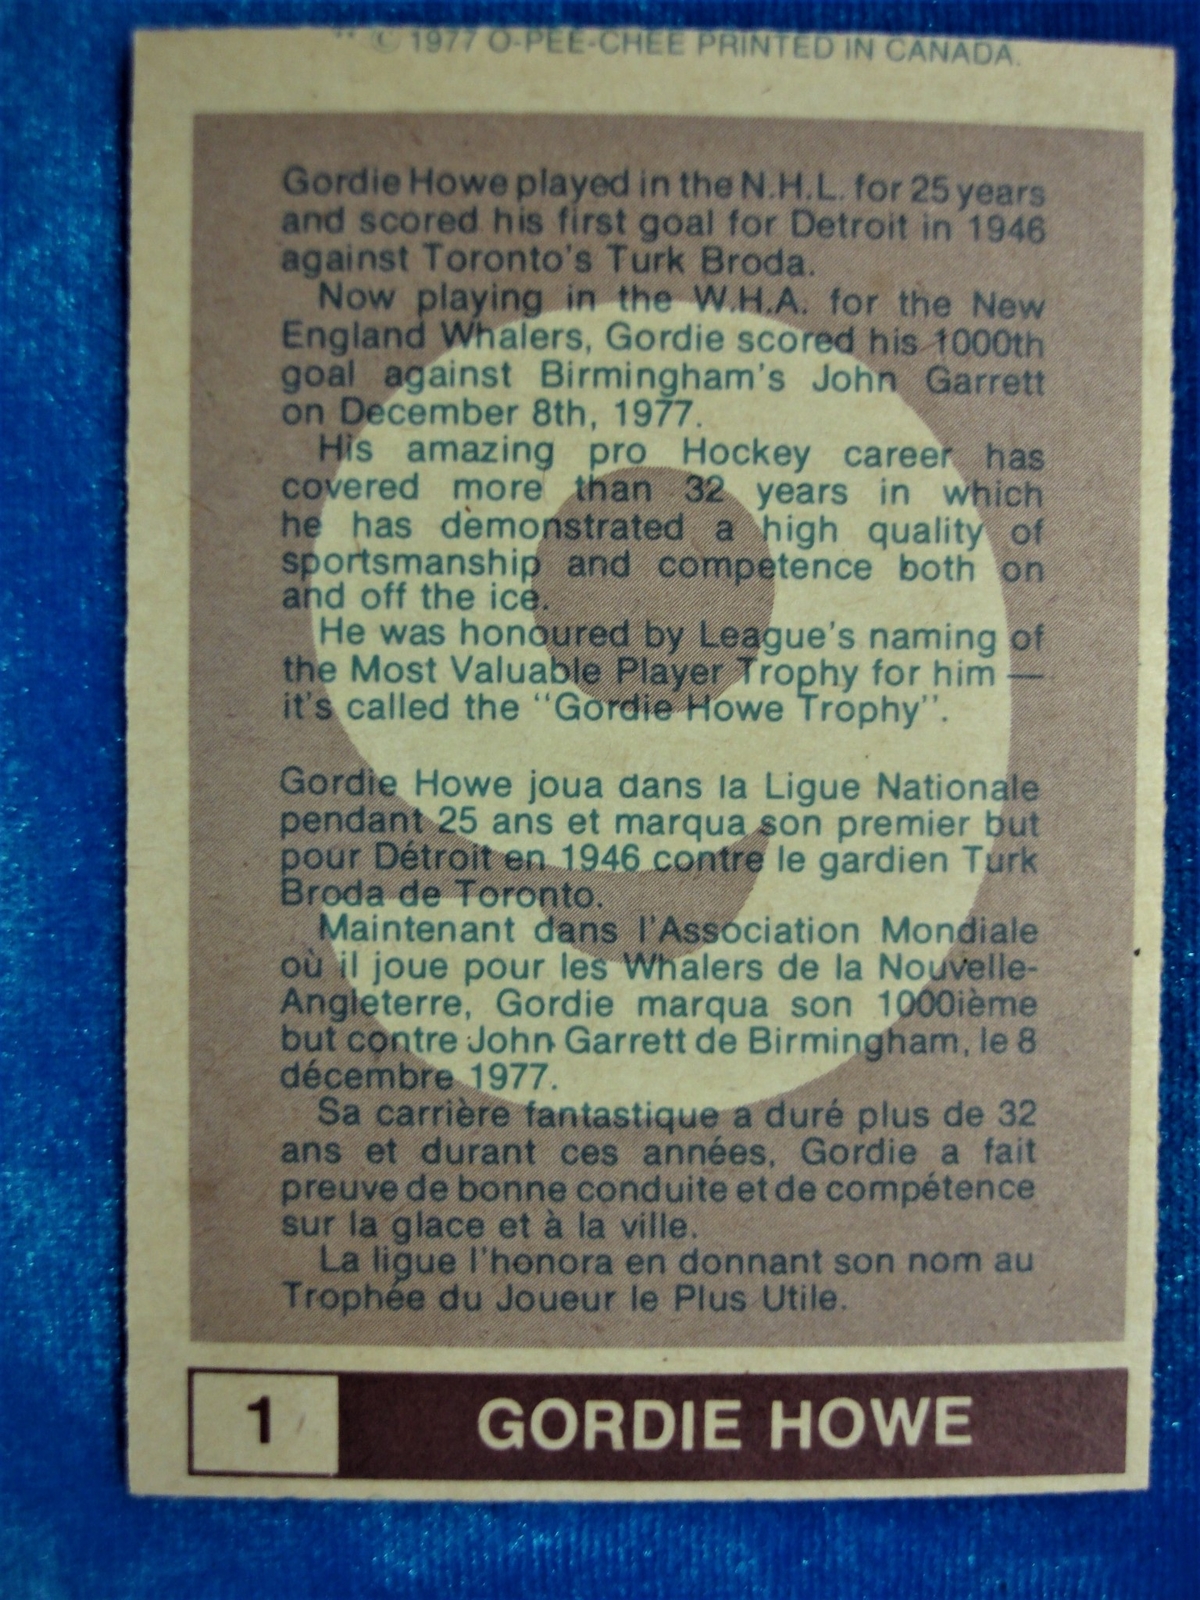 ** © 1977 O-PEE-CHEE PRINTED IN CANADA.
Gordie Howe played in the N.H.L. for 25 years
and scored his first goal for Detroit in 1946
against Toronto's Turk Broda.
Now playing in the W.H.A. for the New
England Whalers, Gordie scored his 1000th
goal against Birmingham's John Garrett
on December 8th, 1977.
His amazing pro Hockey career has
covered more than 32 years in which
he has demonstrated a high quality of
sportsmanship and competence both on
and off the ice.
He was honoured by League's naming of
the Most Valuable Player Trophy for him —
it's called the "Gordie Howe Trophy".
Gordie Howe joua dans la Ligue Nationale
pendant 25 ans et marqua son premier but
pour Détroit en 1946 contre le gardien Turk
Broda de Toronto.
Maintenant dans l'Association Mondiale
où il joue pour les Whalers de la Nouvelle-
Angleterre, Gordie marqua son 1000ième
but contre John Garrett de Birmingham, le 8
décembre 1977.
Sa carrière fantastique a duré plus de 32
ans et durant ces années, Gordie a fait
preuve de bonne conduite et de compétence
sur la glace et à la ville.
La ligue l'honora en donnant son nom au
Trophée du Joueur le Plus Utile.
9
1 GORDIE HOWE